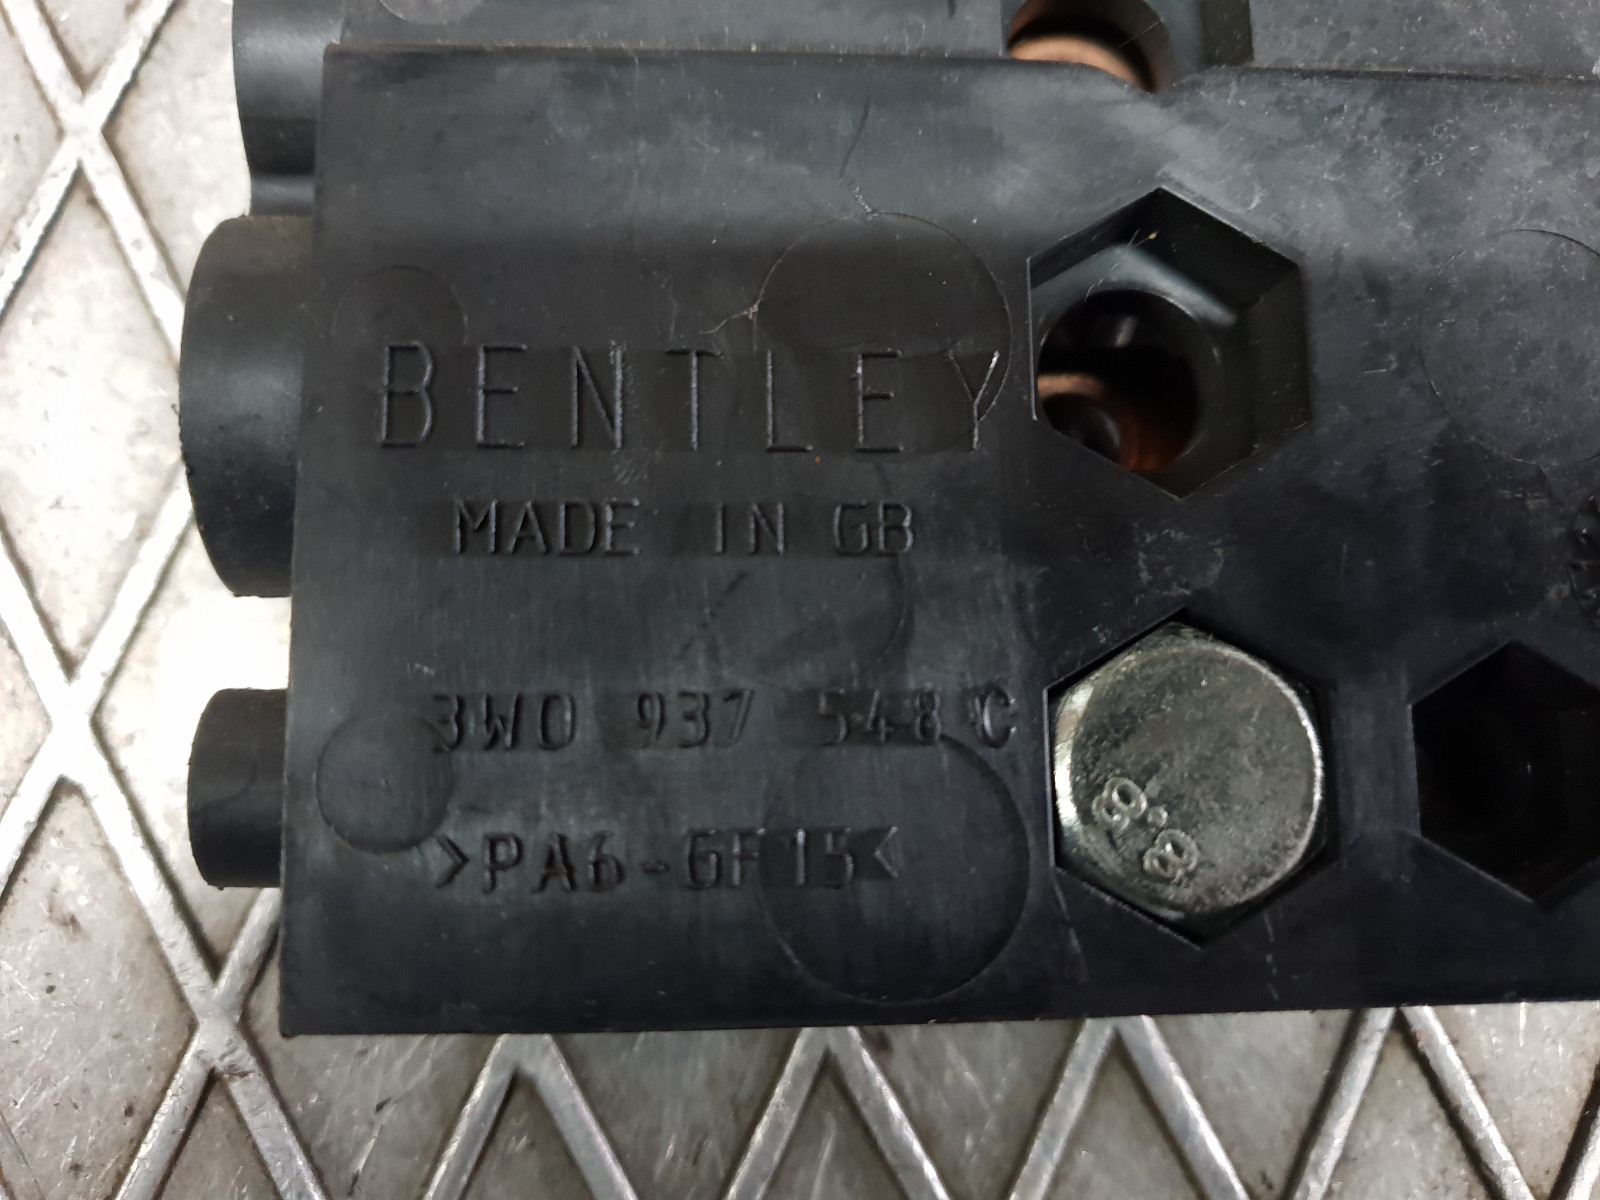 BENTLEY
MADE IN GB
3W0 937 548 C
>PA6-GF15<
8.8